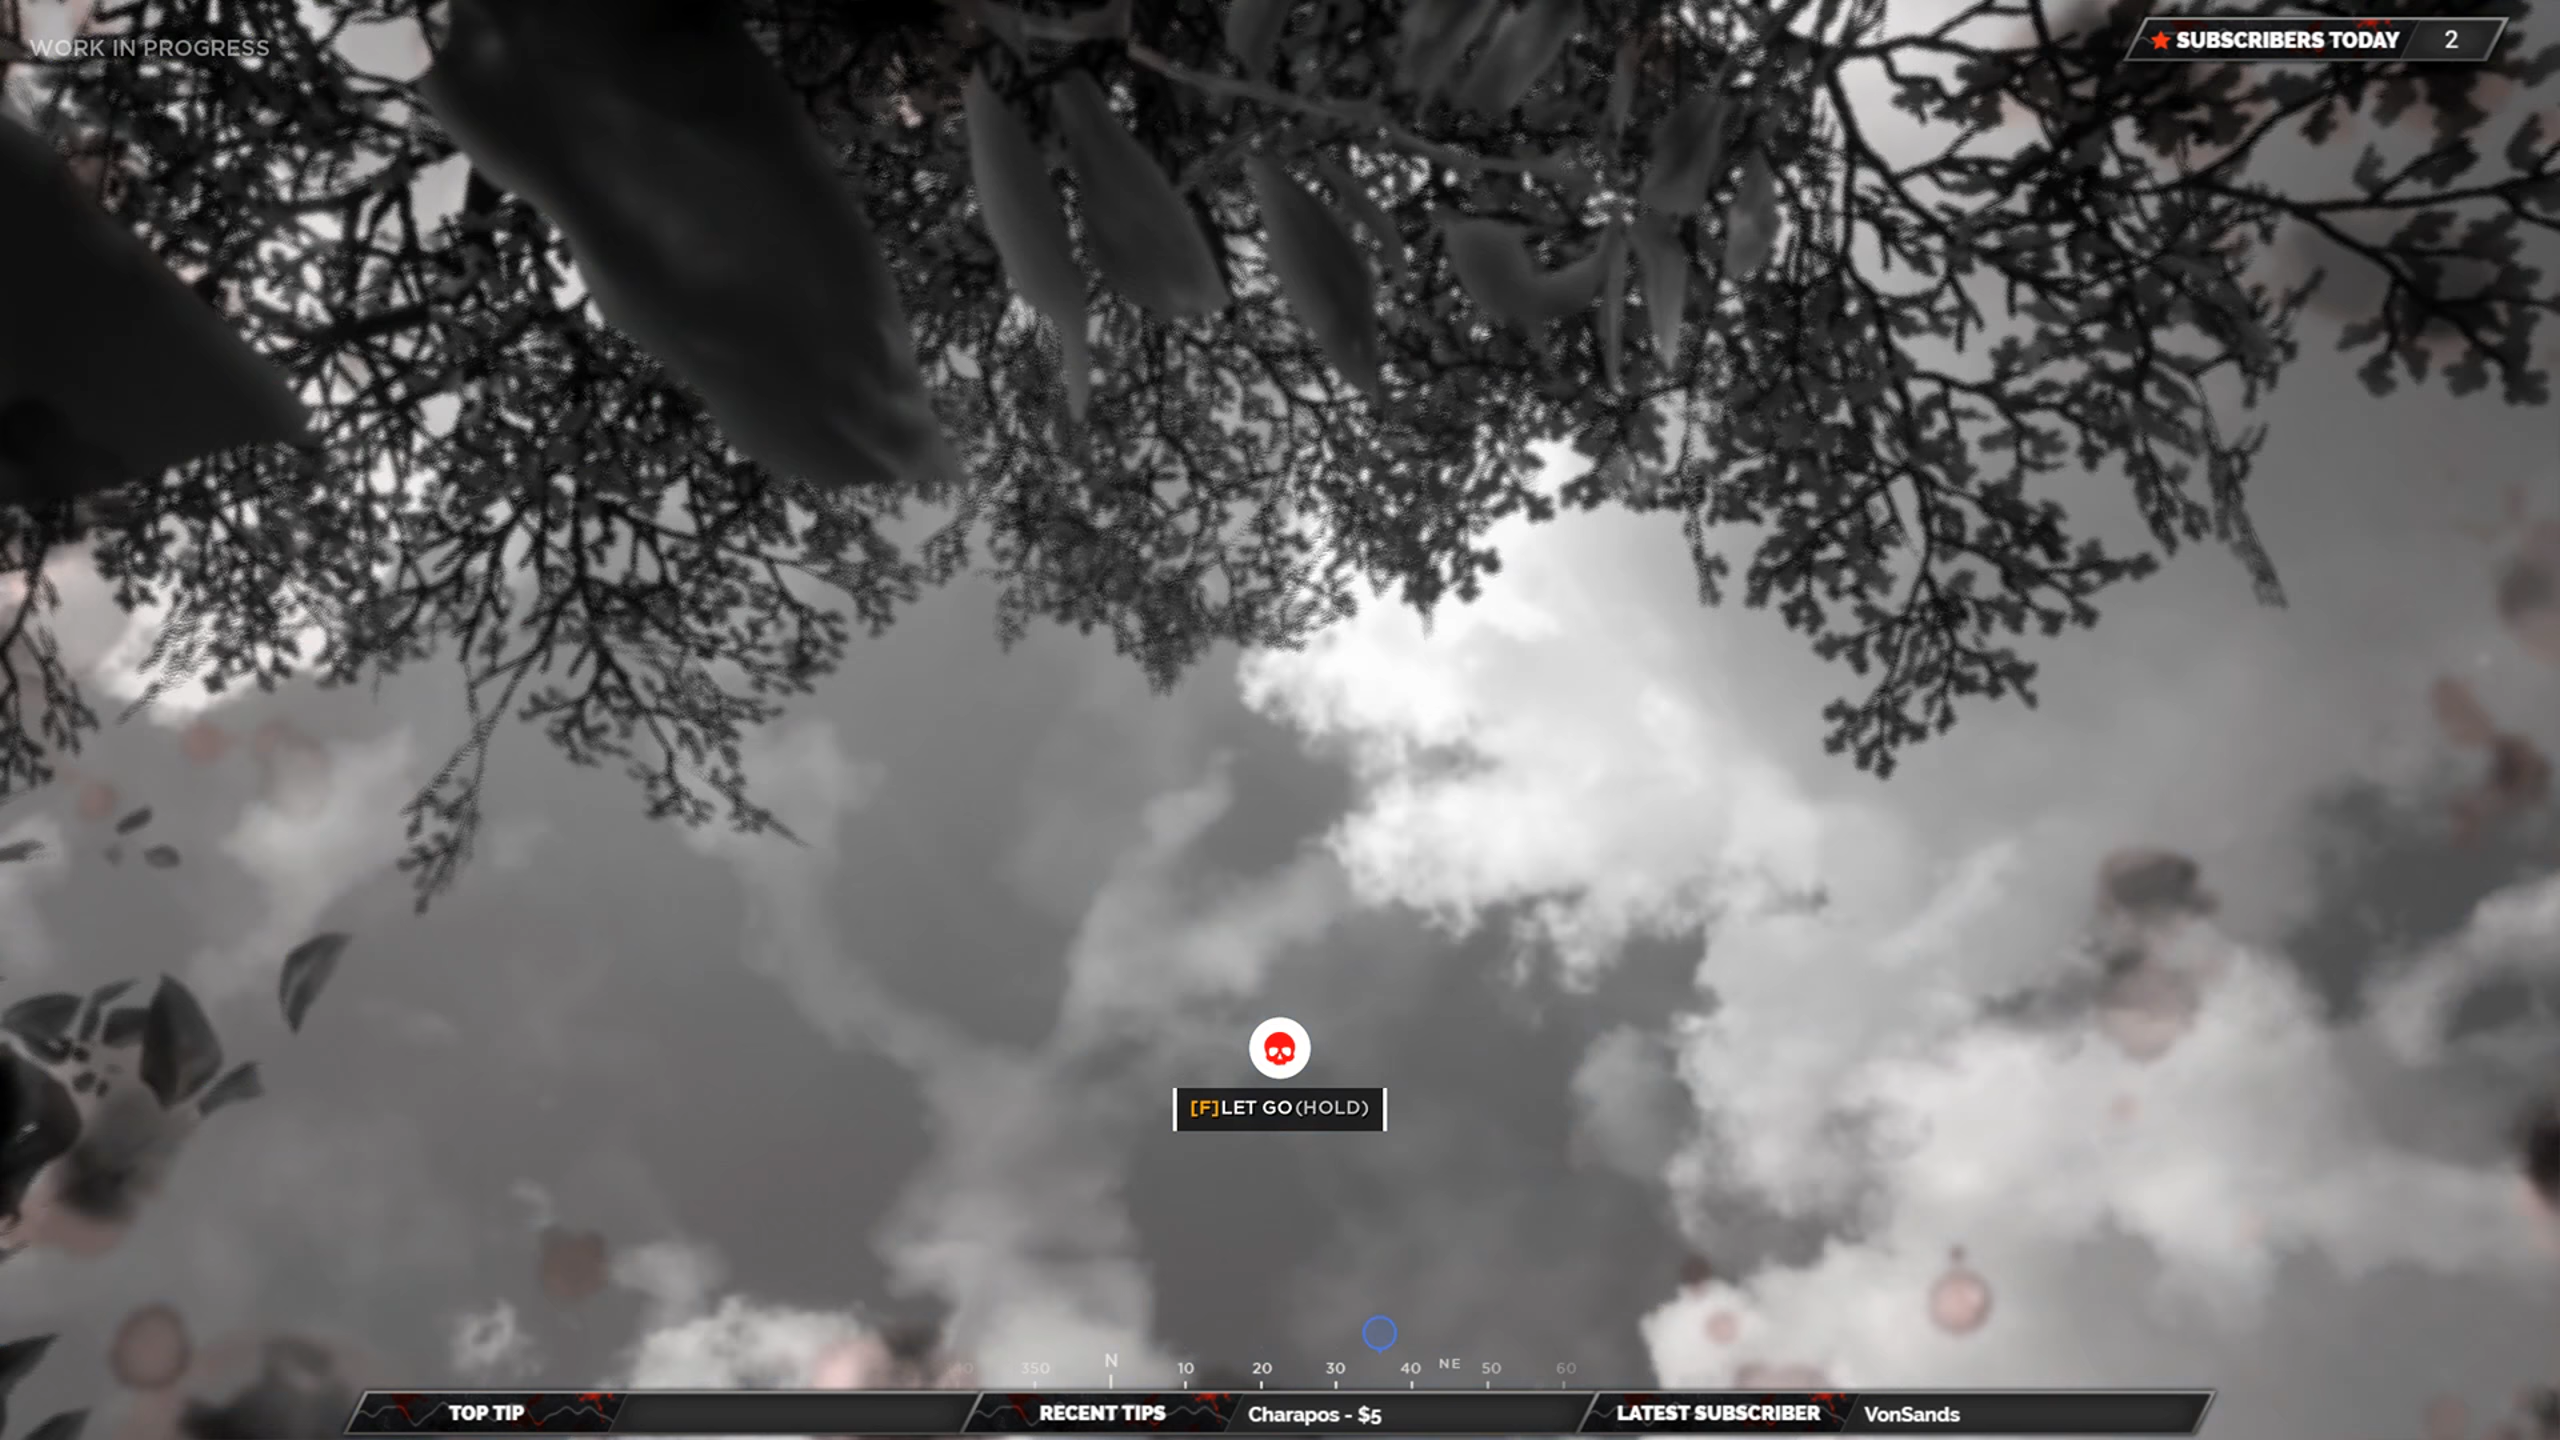 WORK IN PROGRESS
SUBSCRIBERS TODAY 2
[F]LET GO(HOLD)
350 N 10 20 30 40 NE 50 60
TOP TIP
RECENT TIPS Charapos - $5
LATEST SUBSCRIBER VonSands